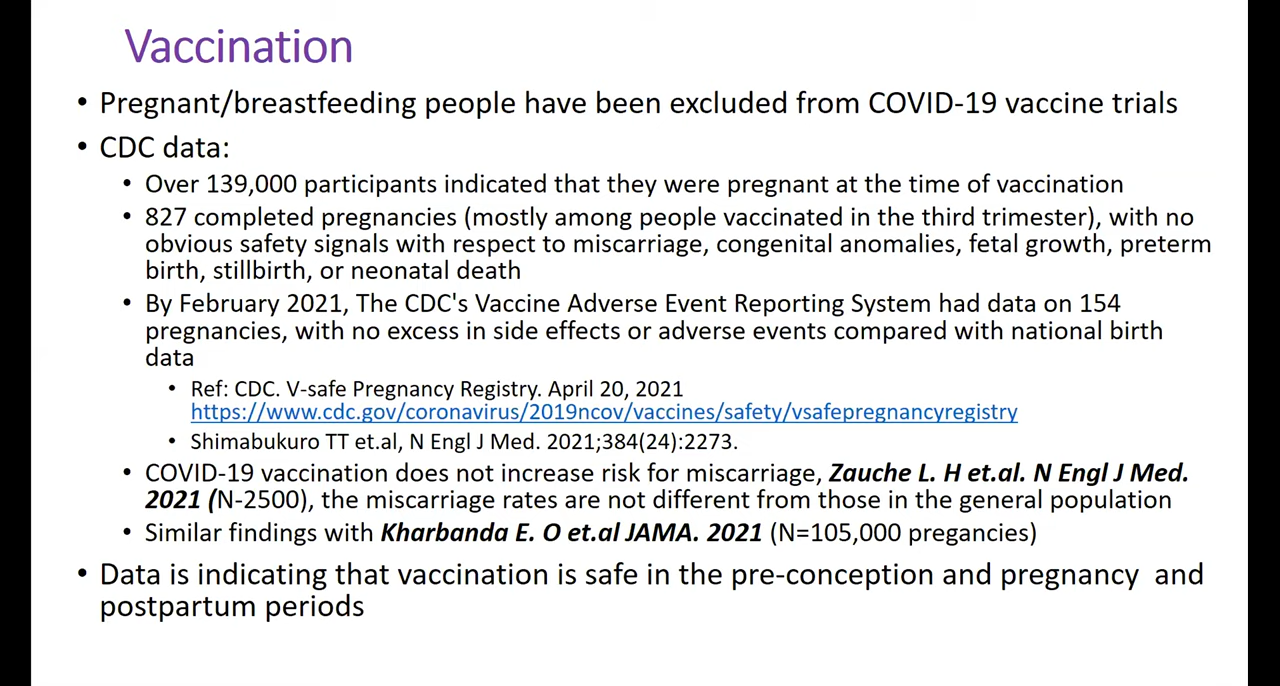 Vaccination
• Pregnant/breastfeeding people have been excluded from COVID-19 vaccine trials
• CDC data:
• Over 139,000 participants indicated that they were pregnant at the time of vaccination
• 827 completed pregnancies (mostly among people vaccinated in the third trimester), with no
obvious safety signals with respect to miscarriage, congenital anomalies, fetal growth, preterm
birth, stillbirth, or neonatal death
• By February 2021, The CDC's Vaccine Adverse Event Reporting System had data on 154
pregnancies, with no excess in side effects or adverse events compared with national birth
data
• Ref: CDC. V-safe Pregnancy Registry. April 20, 2021
https://www.cdc.gov/coronavirus/2019ncov/vaccines/safety/vsafepregnancyregistry
• Shimabukuro TT et.al, N Engl J Med. 2021;384(24):2273.
• COVID-19 vaccination does not increase risk for miscarriage, Zauche L. H et.al. N Engl J Med.
2021 (N-2500), the miscarriage rates are not different from those in the general population
• Similar findings with Kharbanda E. O et.al JAMA. 2021 (N=105,000 pregancies)
• Data is indicating that vaccination is safe in the pre-conception and pregnancy and
postpartum periods